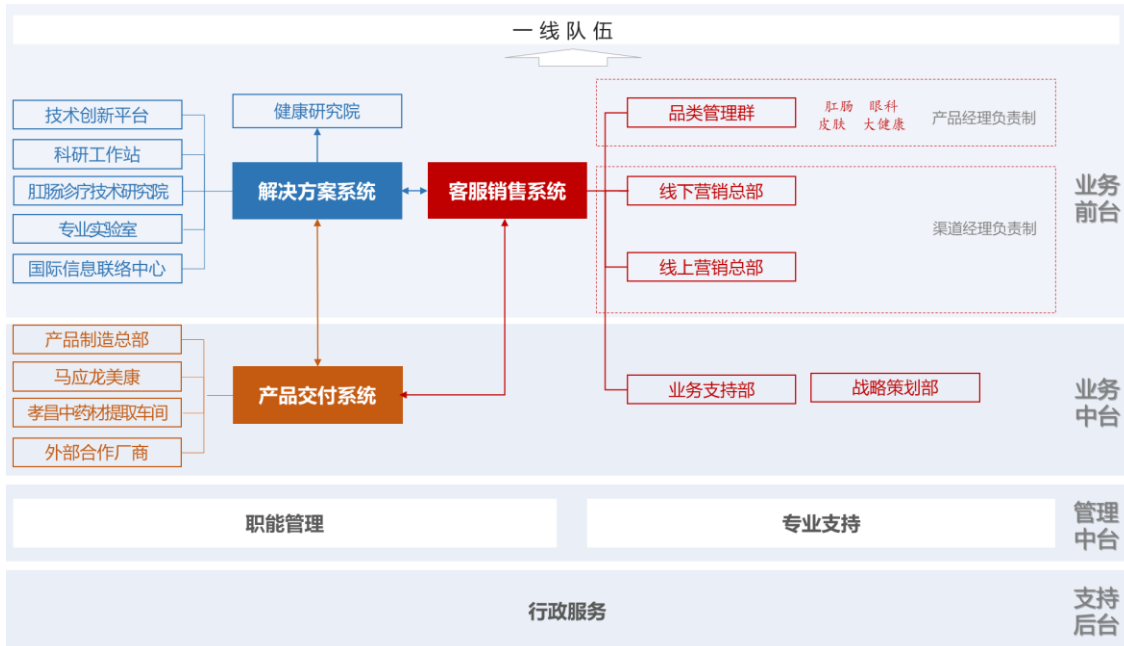 一线队伍
技术创新平台
科研工作站
肛肠诊疗技术研究院
专业实验室
国际信息联络中心
健康研究院
解决方案系统
客服销售系统
品类管理群
肛肠 眼科
皮肤 大健康
产品经理负责制
线下营销总部
渠道经理负责制
线上营销总部
业务
前台
产品制造总部
马应龙美康
孝昌中药材提取车间
外部合作厂商
产品交付系统
业务支持部
战略策划部
业务
中台
职能管理
专业支持
管理
中台
行政服务
支持
后台